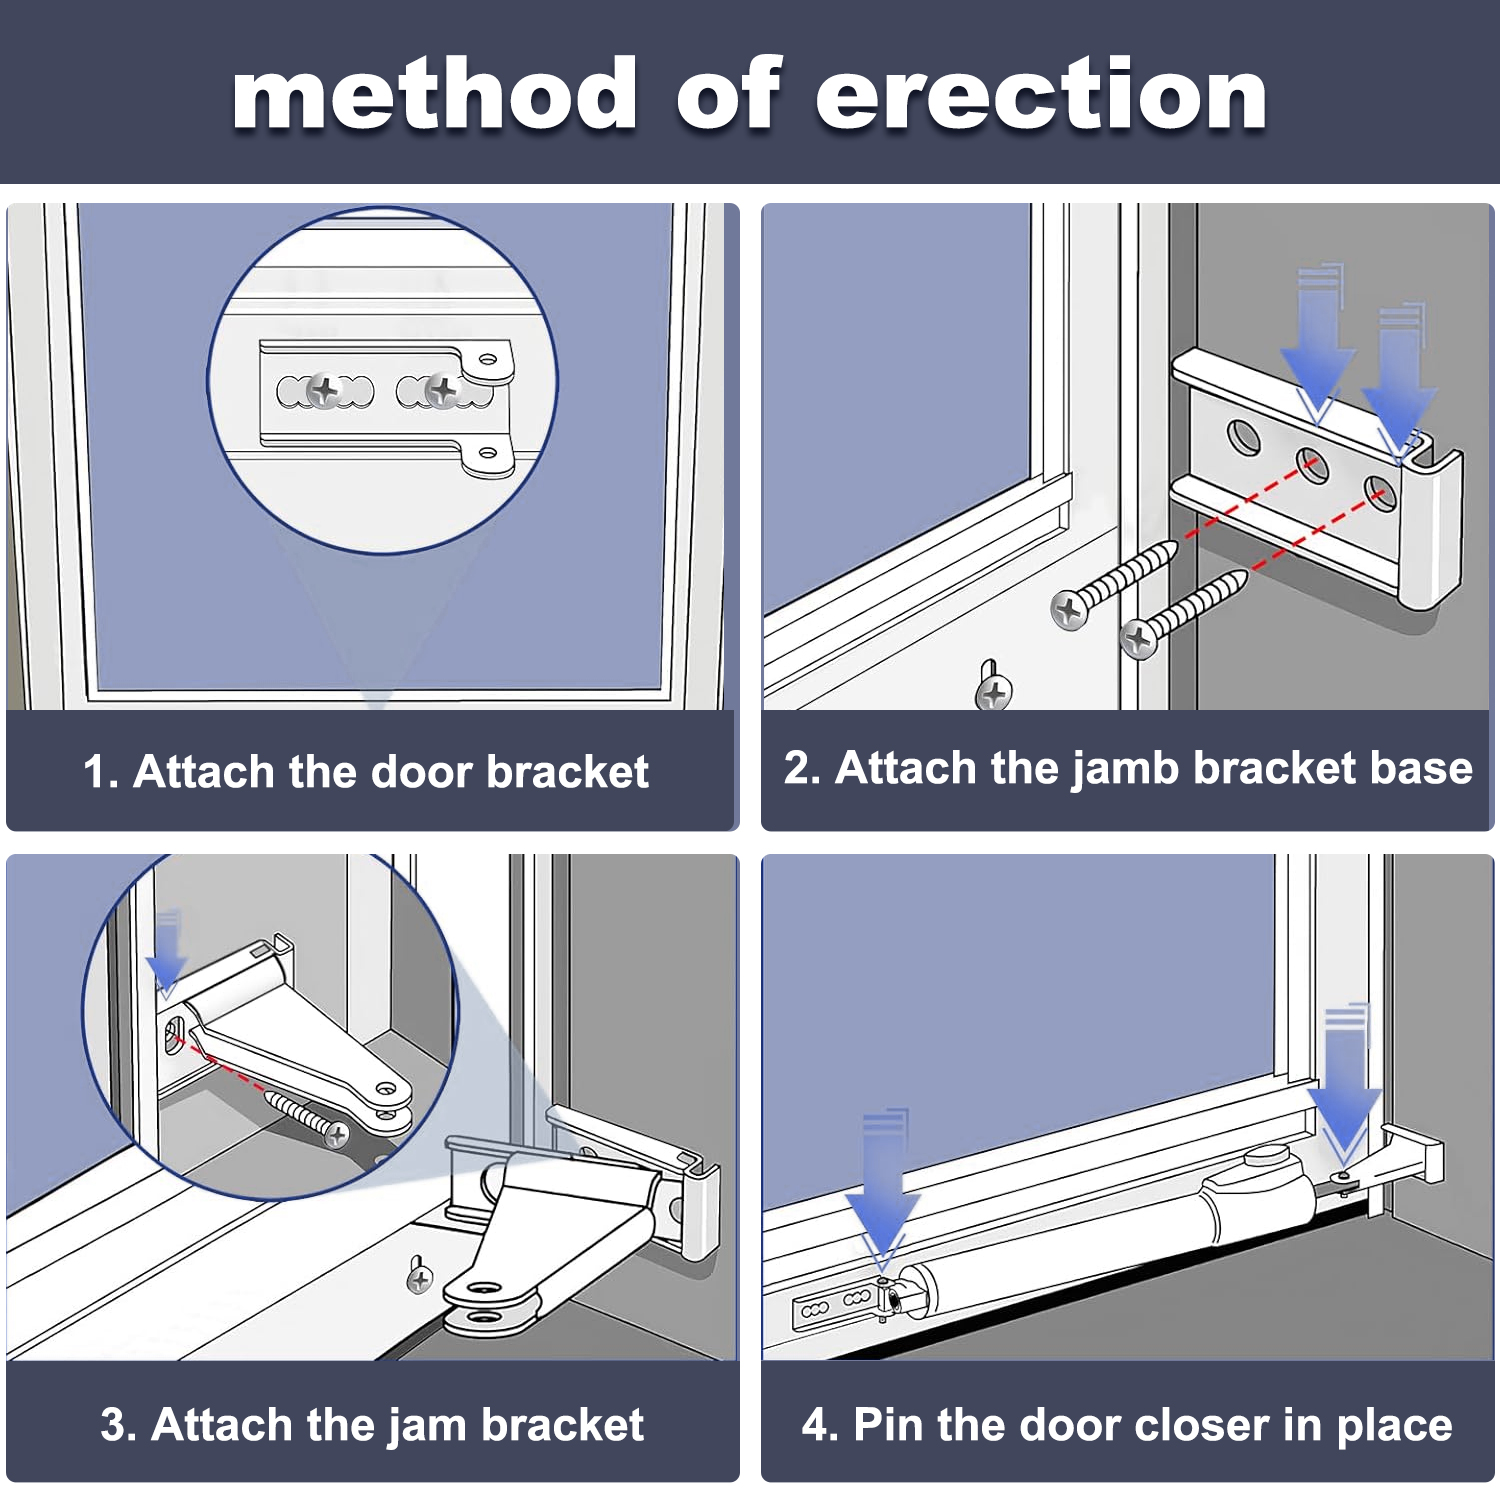 method of erection
1. Attach the door bracket
2. Attach the jamb bracket base
3. Attach the jam bracket
4. Pin the door closer in place